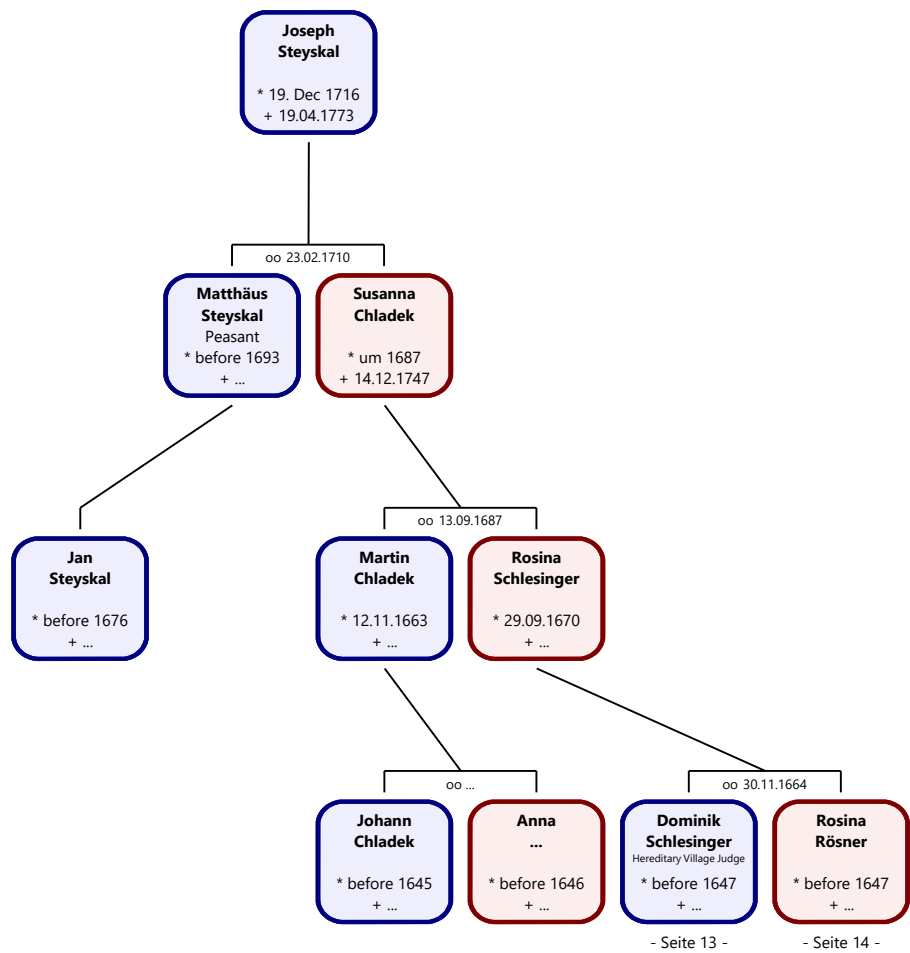 Joseph
Steyskal
* 19. Dec 1716
+ 19.04.1773
oo 23.02.1710
Matthäus
Steyskal
Peasant
* before 1693
+ ...
Susanna
Chladek
* um 1687
+ 14.12.1747
oo 13.09.1687
Jan
Steyskal
* before 1676
+ ...
Martin
Chladek
* 12.11.1663
+ ...
Rosina
Schlesinger
* 29.09.1670
+ ...
oo ...
oo 30.11.1664
Johann
Chladek
* before 1645
+ ...
Anna
...
* before 1646
+ ...
Dominik
Schlesinger
Hereditary Village Judge
* before 1647
+ ...
Rosina
Rösner
* before 1647
+ ...
- Seite 13 -
- Seite 14 -